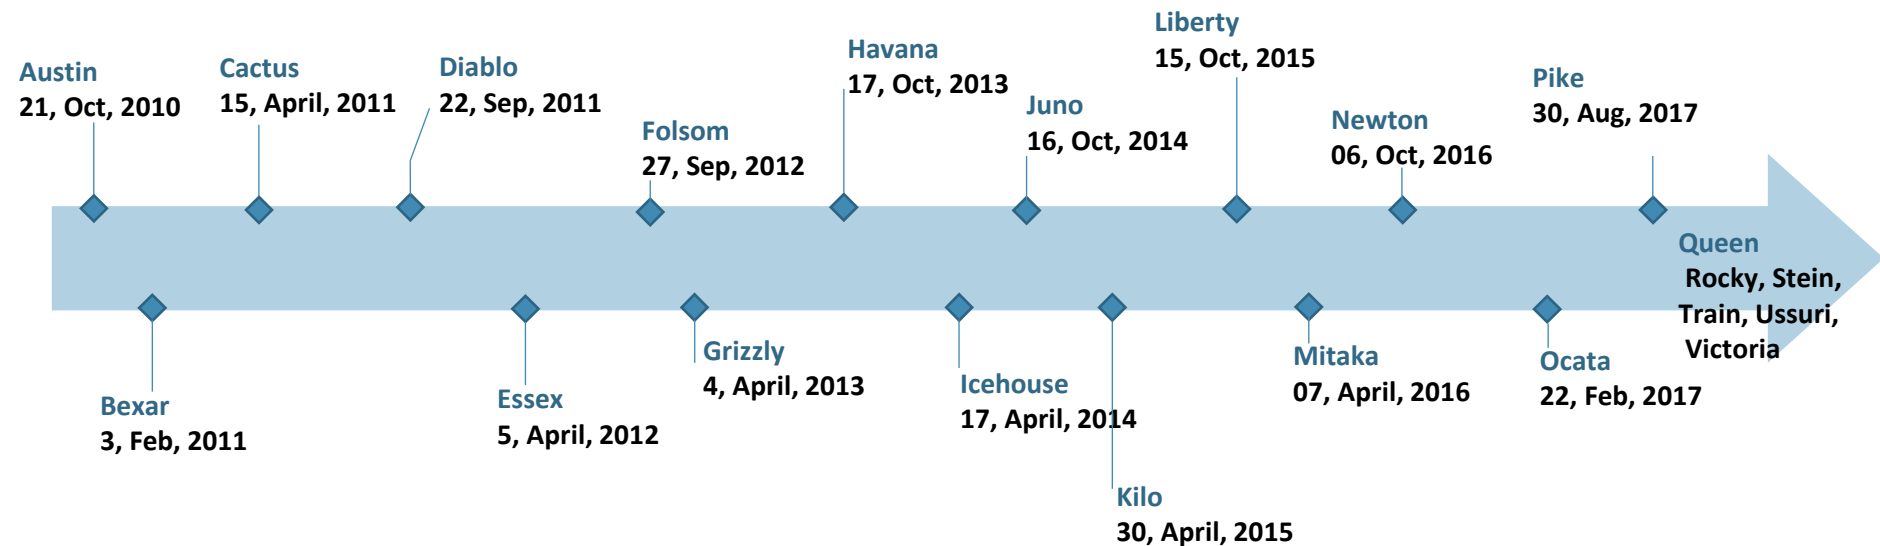 Austin
21, Oct, 2010
Cactus
15, April, 2011
Diablo
22, Sep, 2011
Folsom
27, Sep, 2012
Havana
17, Oct, 2013
Juno
16, Oct, 2014
Liberty
15, Oct, 2015
Newton
06, Oct, 2016
Pike
30, Aug, 2017
Queen
Rocky, Stein,
Train, Ussuri,
Victoria
Bexar
3, Feb, 2011
Essex
5, April, 2012
Grizzly
4, April, 2013
Icehouse
17, April, 2014
Kilo
30, April, 2015
Mitaka
07, April, 2016
Ocata
22, Feb, 2017